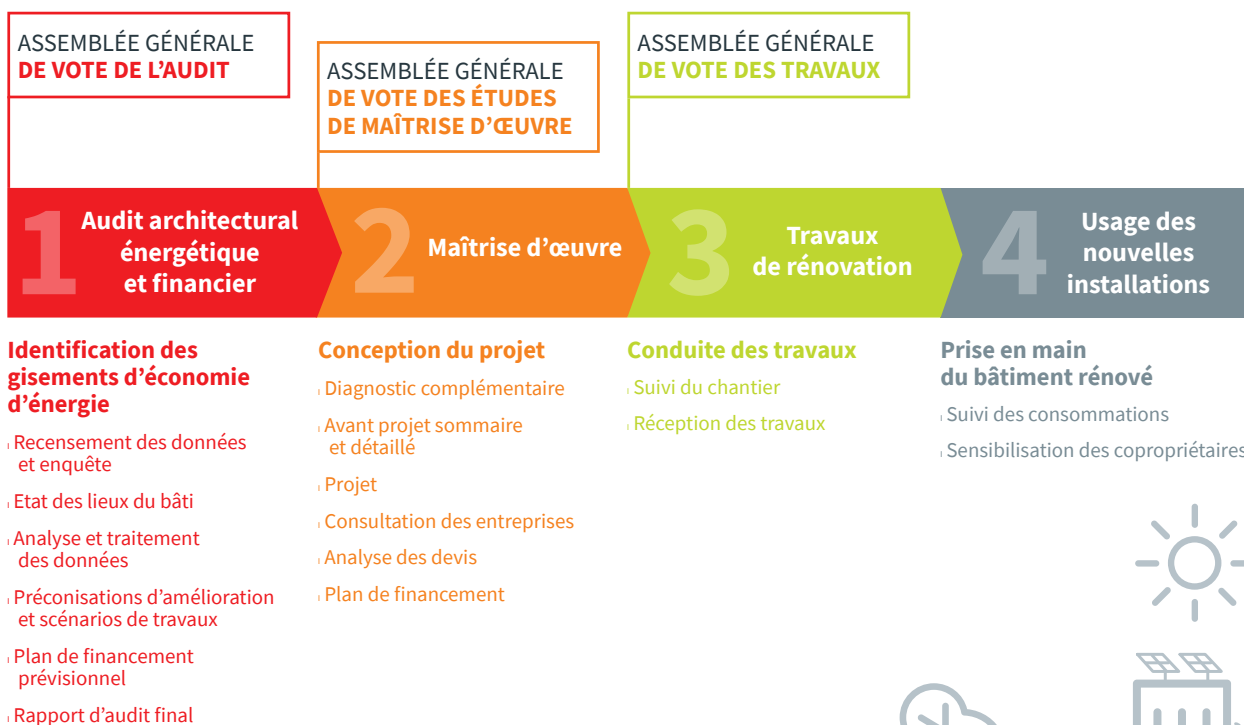 ASSEMBLÉE GÉNÉRALE
DE VOTE DE L'AUDIT
ASSEMBLÉE GÉNÉRALE
DE VOTE DES ÉTUDES
DE MAÎTRISE D'ŒUVRE
ASSEMBLÉE GÉNÉRALE
DE VOTE DES TRAVAUX
1
Audit architectural
énergétique
et financier
2
Maîtrise d'œuvre
3
Travaux
de rénovation
4
Usage des
nouvelles
installations
Identification des
gisements d'économie
d'énergie
Recensement des données
et enquête
Etat des lieux du bâti
Analyse et traitement
des données
Préconisations d'amélioration
et scénarios de travaux
Plan de financement
prévisionnel
Rapport d'audit final
Conception du projet
Diagnostic complémentaire
Avant projet sommaire
et détaillé
Projet
Consultation des entreprises
Analyse des devis
Plan de financement
Conduite des travaux
Suivi du chantier
Réception des travaux
Prise en main
du bâtiment rénové
Suivi des consommations
Sensibilisation des copropriétaires